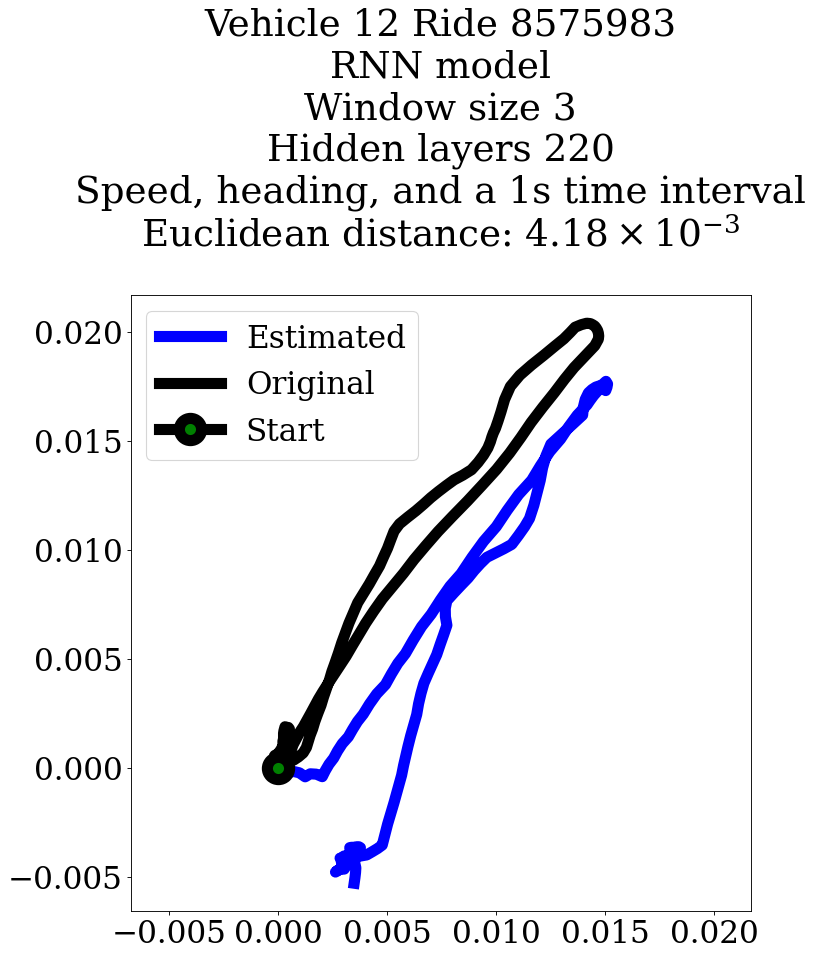 Vehicle 12 Ride 8575983
RNN model
Window size 3
Hidden layers 220
Speed, heading, and a 1s time interval
Euclidean distance: 4.18 × 10⁻³
Estimated
Original
Start
0.020
0.015
0.010
0.005
0.000
−0.005
−0.005 0.000 0.005 0.010 0.015 0.020